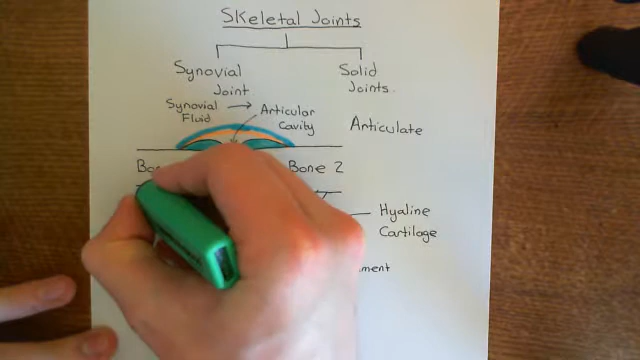 Skeletal Joints
Synovial
Joint
Solid
Joints.
Synovial
Fluid
Articular
Cavity
Articulate
Bone 2
Hyaline
Cartilage